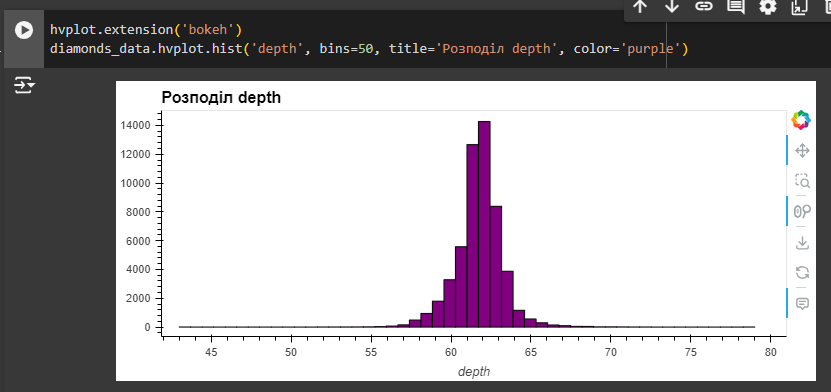 hvplot.extension('bokeh')
diamonds_data.hvplot.hist('depth', bins=50, title='Розподіл depth', color='purple')
Розподіл depth
14000
12000
10000
8000
6000
4000
2000
0
45 50 55 60 65 70 75 80
depth